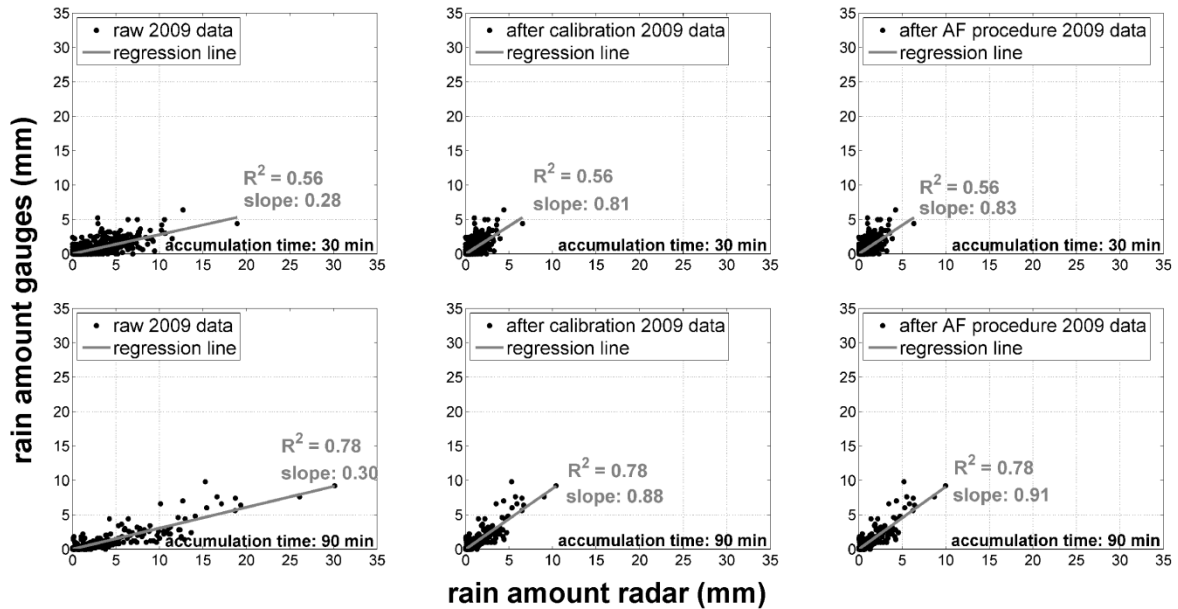 rain amount gauges (mm)
35
30
25
20
15
10
5
0
raw 2009 data
regression line
R² = 0.56
slope: 0.28
accumulation time: 30 min
0 5 10 15 20 25 30 35
35
30
25
20
15
10
5
0
after calibration 2009 data
regression line
R² = 0.56
slope: 0.81
accumulation time: 30 min
0 5 10 15 20 25 30 35
35
30
25
20
15
10
5
0
after AF procedure 2009 data
regression line
R² = 0.56
slope: 0.83
accumulation time: 30 min
0 5 10 15 20 25 30 35
35
30
25
20
15
10
5
0
raw 2009 data
regression line
R² = 0.78
slope: 0.30
accumulation time: 90 min
0 5 10 15 20 25 30 35
35
30
25
20
15
10
5
0
after calibration 2009 data
regression line
R² = 0.78
slope: 0.88
accumulation time: 90 min
0 5 10 15 20 25 30 35
35
30
25
20
15
10
5
0
after AF procedure 2009 data
regression line
R² = 0.78
slope: 0.91
accumulation time: 90 min
0 5 10 15 20 25 30 35
rain amount radar (mm)